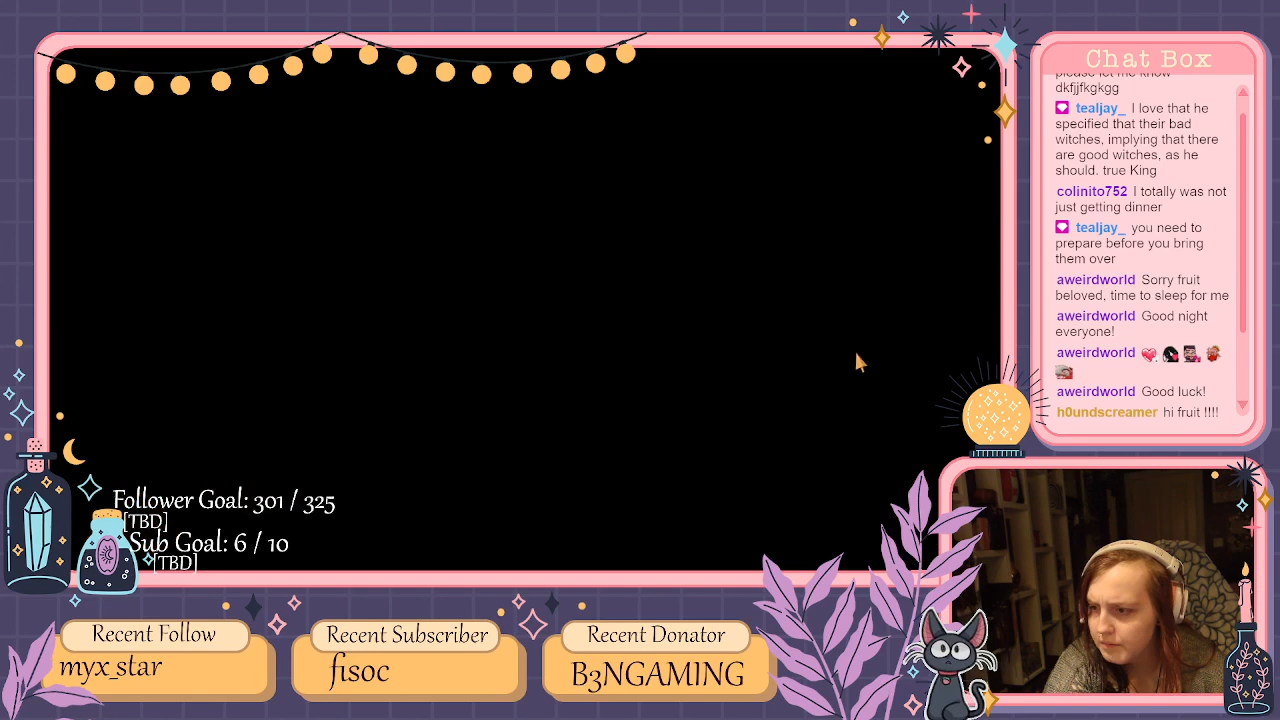 Chat Box
please let me know
dkfjjfkgkgg
tealjay_ I love that he
specified that their bad
witches, implying that there
are good witches, as he
should. true King
colinito752 I totally was not
just getting dinner
tealjay_ you need to
prepare before you bring
them over
aweirdworld Sorry fruit
beloved, time to sleep for me
aweirdworld Good night
everyone!
aweirdworld
aweirdworld Good luck!
h0undscreamer hi fruit !!!!
Follower Goal: 301 / 325
[TBD]
Sub Goal: 6 / 10
[TBD]
Recent Follow
myx_star
Recent Subscriber
fisoc
Recent Donator
B3NGAMING